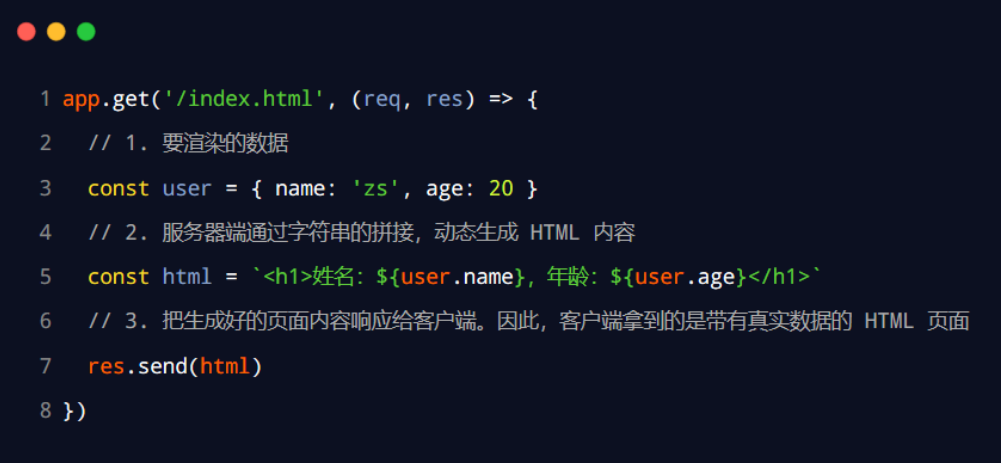 1 app.get('/index.html', (req, res) => {
2   // 1. 要渲染的数据
3   const user = { name: 'zs', age: 20 }
4   // 2. 服务器端通过字符串的拼接，动态生成 HTML 内容
5   const html = `<h1>姓名：${user.name}，年龄：${user.age}</h1>`
6   // 3. 把生成好的页面内容响应给客户端。因此，客户端拿到的是带有真实数据的 HTML 页面
7   res.send(html)
8 })